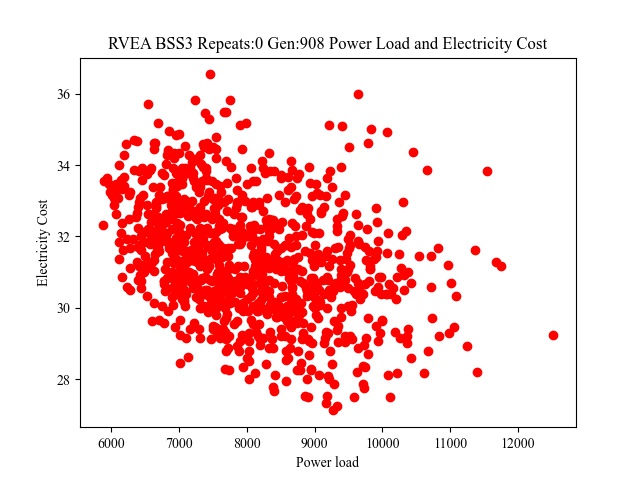 RVEA BSS3 Repeats:0 Gen:908 Power Load and Electricity Cost
36
34
32
30
28
Electricity Cost
6000 7000 8000 9000 10000 11000 12000
Power load